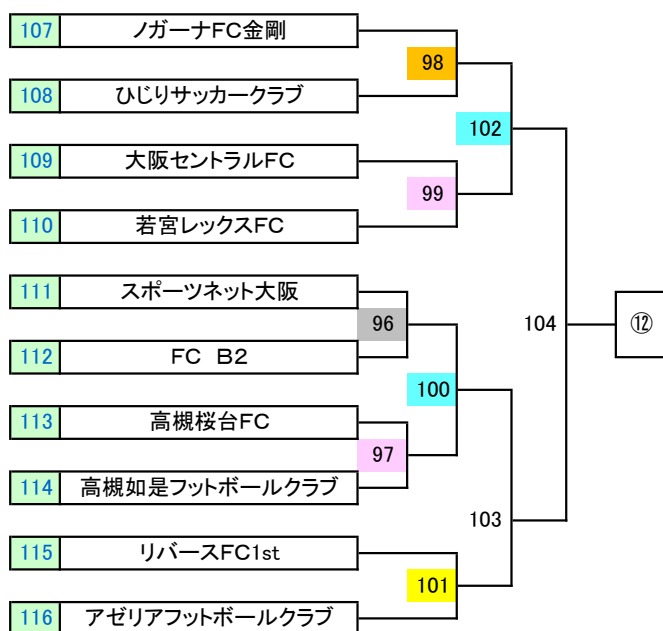 107 ノガーナFC金剛
98
108 ひじりサッカークラブ
102
109 大阪セントラルFC
99
110 若宮レックスFC
111 スポーツネット大阪
96
104
⑫
112 FC B2
100
113 高槻桜台FC
97
114 高槻如是フットボールクラブ
103
115 リバースFC1st
101
116 アゼリアフットボールクラブ